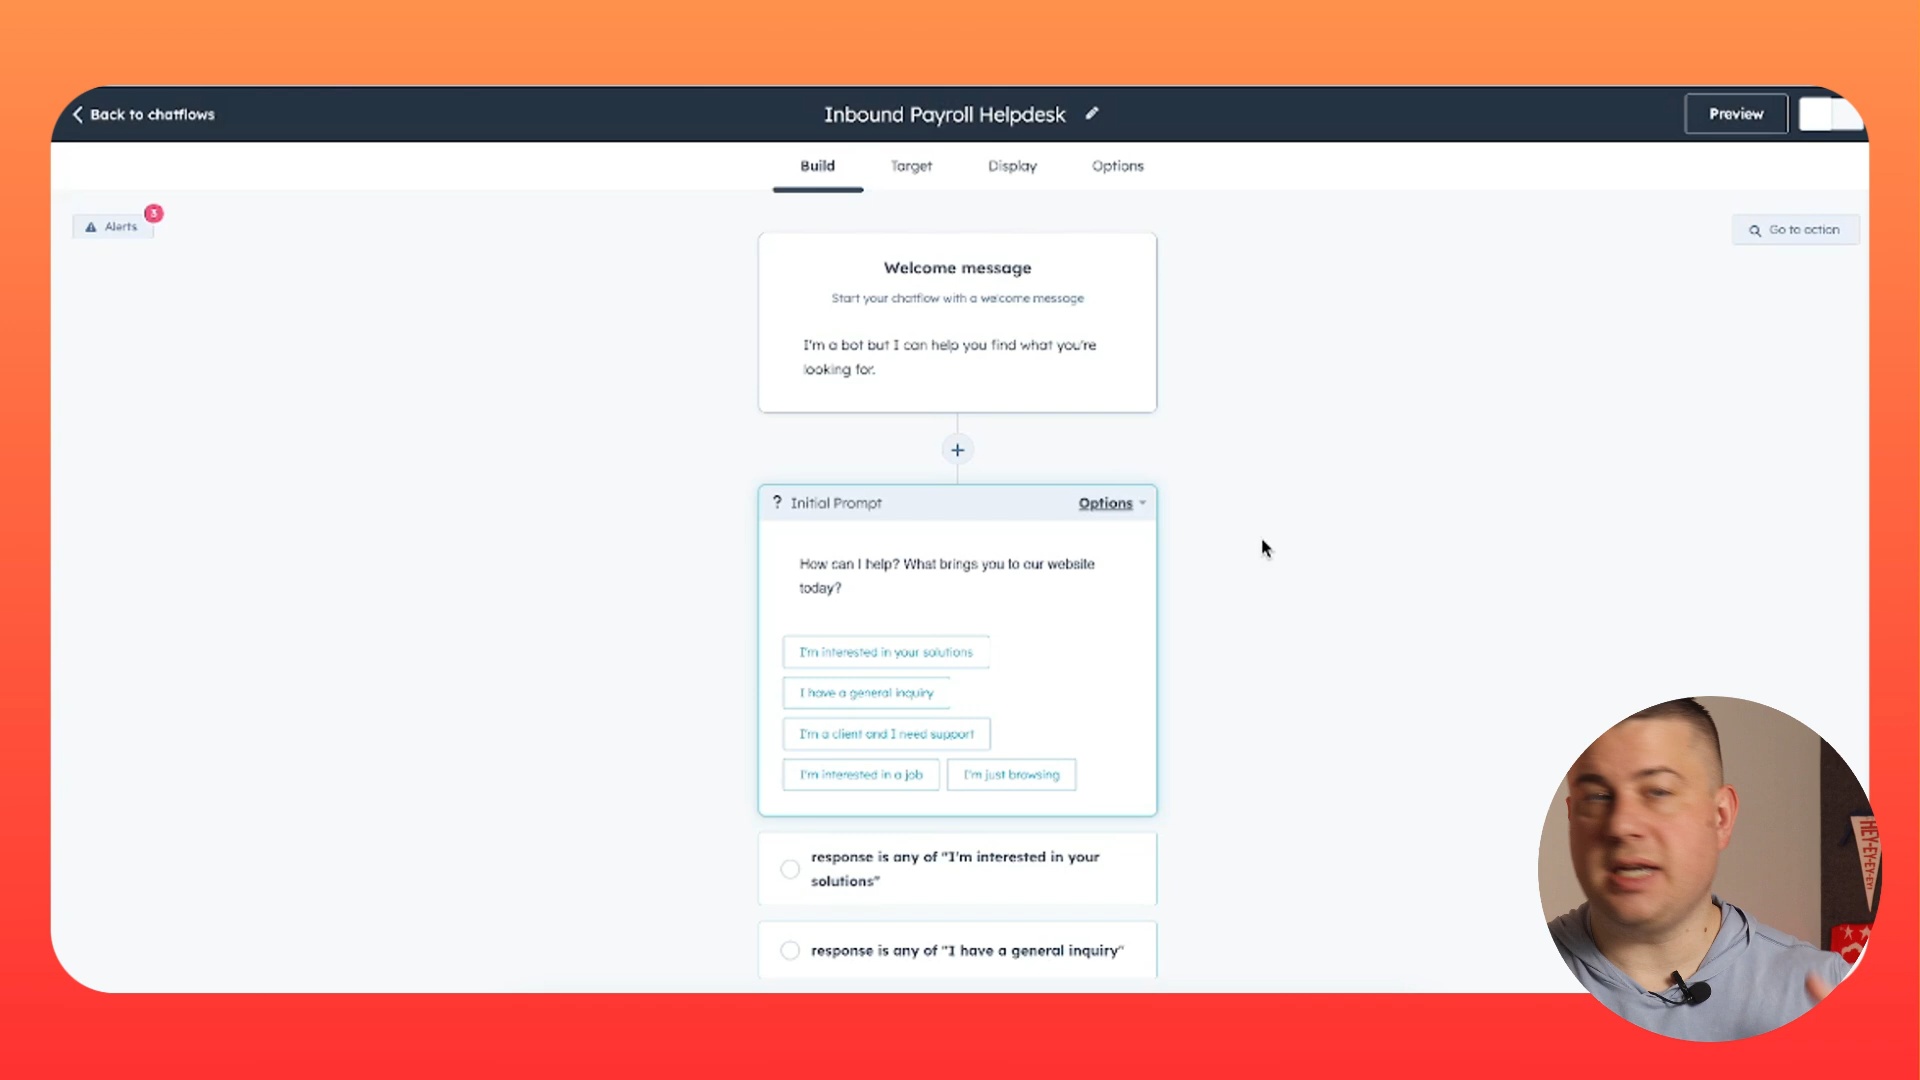 Back to chatflows
Inbound Payroll Helpdesk
Preview
Build
Target
Display
Options
Alerts
3
Go to action
Welcome message
Start your chatflow with a welcome message
I'm a bot but I can help you find what you're
looking for.
+
? Initial Prompt
Options
How can I help? What brings you to our website
today?
I'm interested in your solutions
I have a general inquiry
I'm a client and I need support
I'm interested in a job
I'm just browsing
response is any of "I'm interested in your
solutions"
response is any of "I have a general inquiry"
HEY-EY-EY-EY!